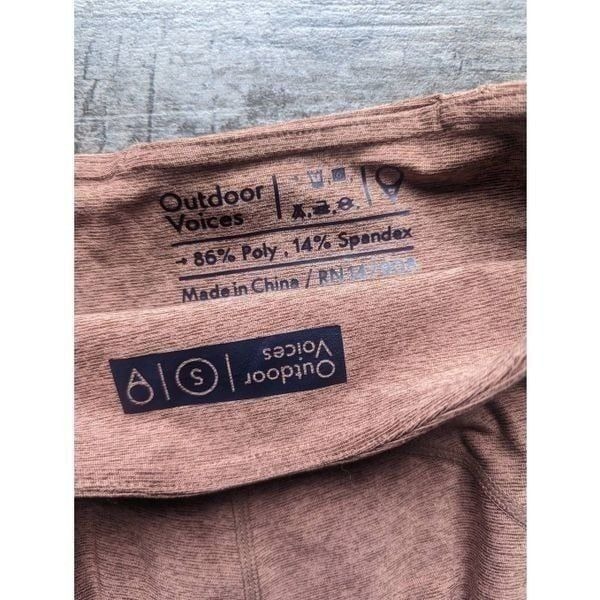 Outdoor
Voices
→ 86% Poly . 14% Spandex
Made in China / RN
Outdoor
Voices
S